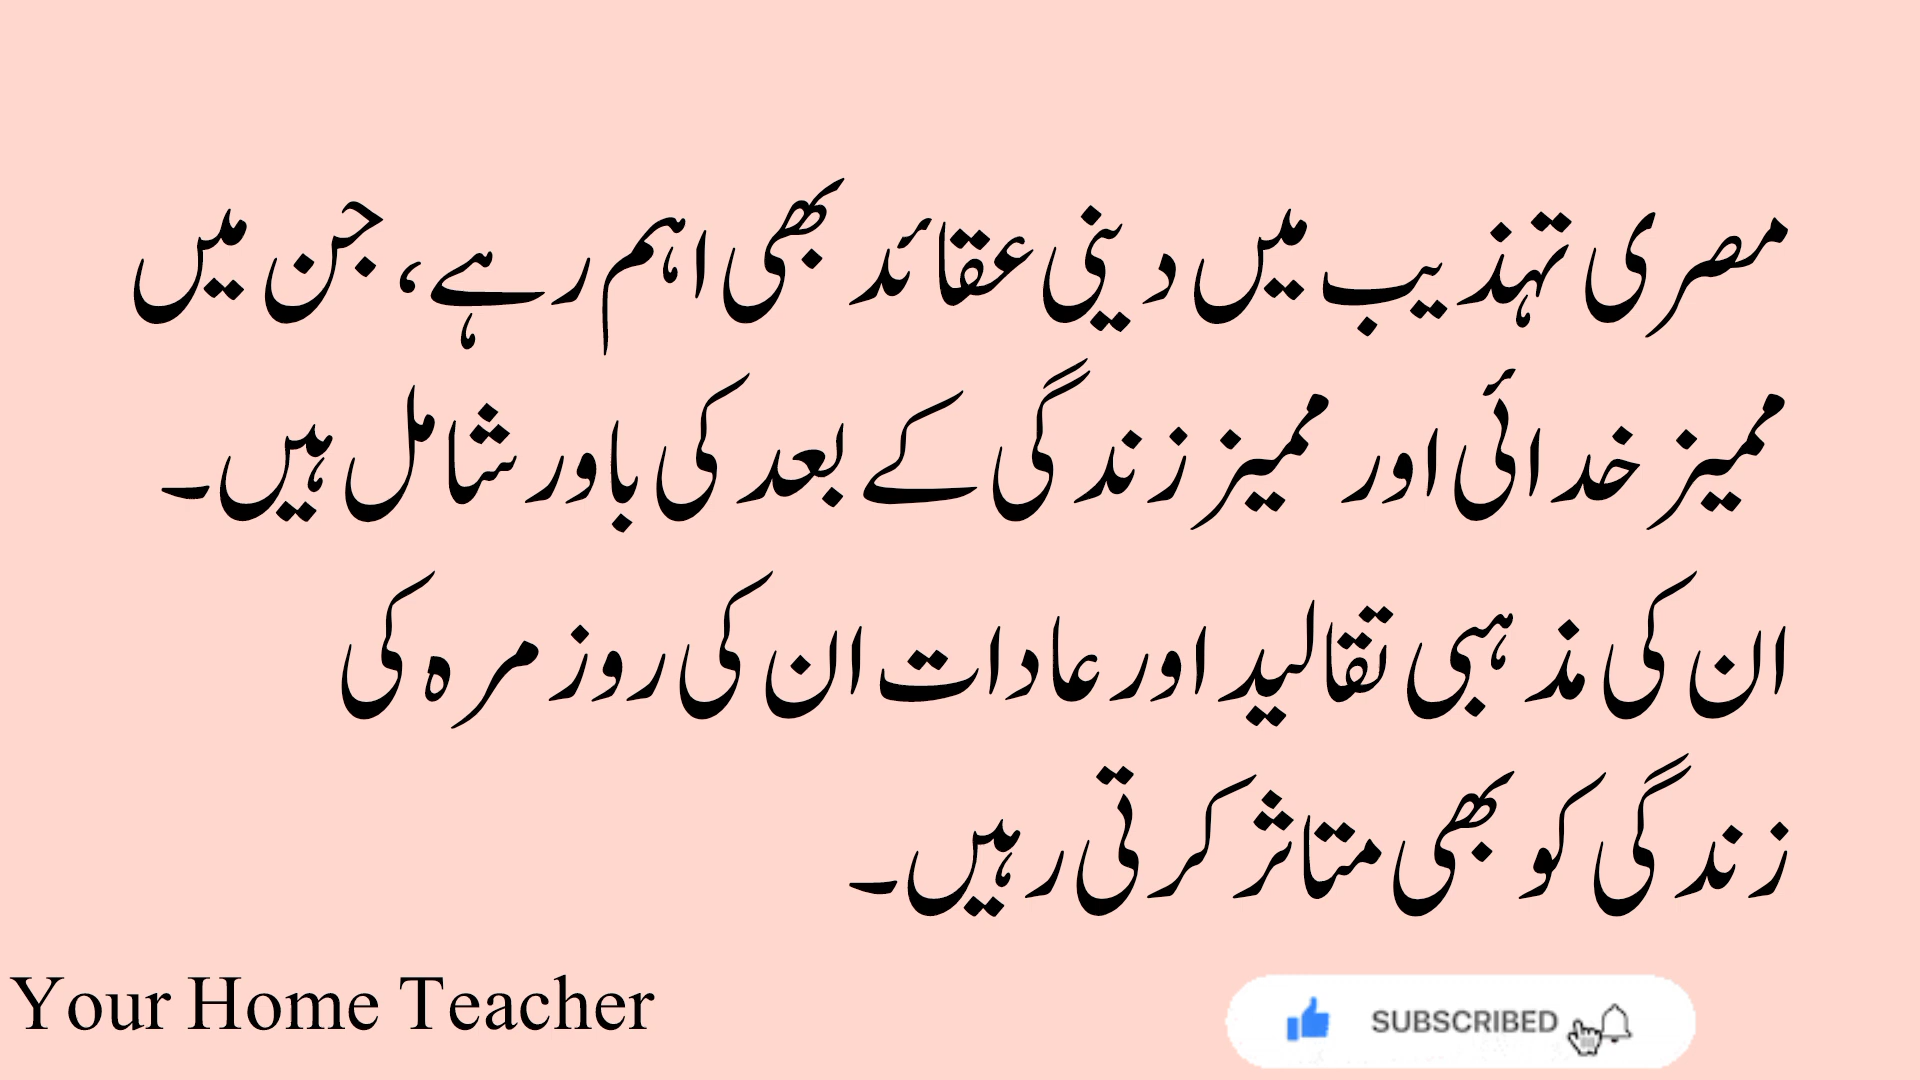 مصری تہذیب میں دینی عقائد بھی اہم رہے، جن میں
ممیز خدائی اور ممیز زندگی کے بعد کی باور شامل ہیں۔
ان کی مذہبی تقالید اور عادات ان کی روز مرہ کی
زندگی کو بھی متاثر کرتی رہیں۔
Your Home Teacher
SUBSCRIBED